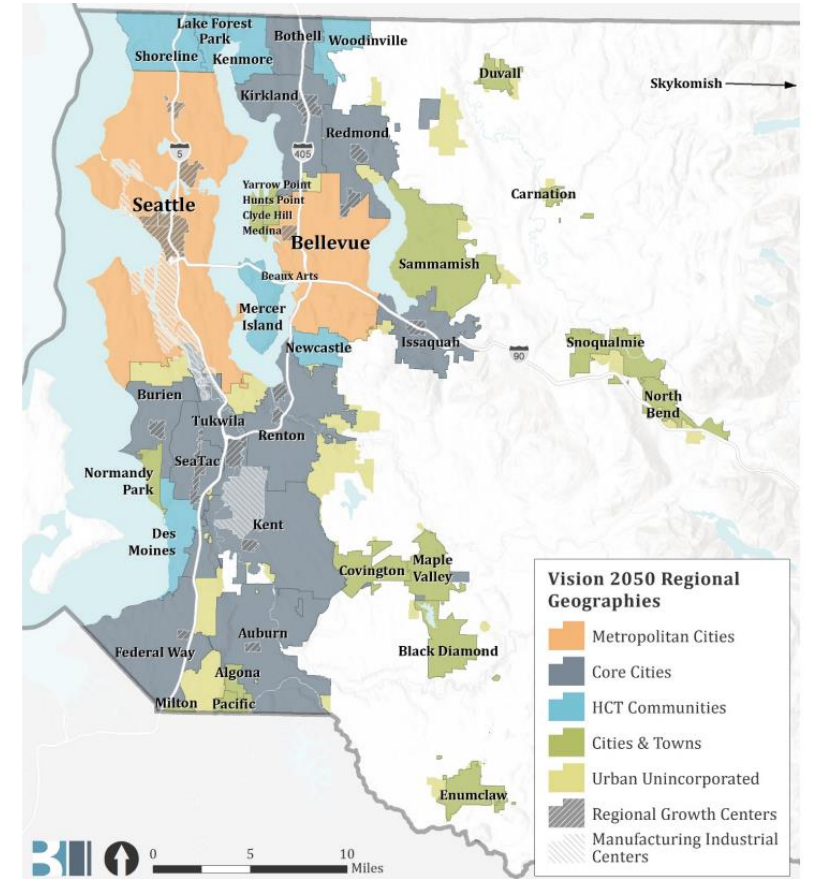 Lake Forest
Park
Bothell
Woodinville
Shoreline
Kenmore
Duvall
Skykomish
Kirkland
Redmond
5
405
Yarrow Point
Hunts Point
Clyde Hill
Medina
Carnation
Seattle
Bellevue
Sammamish
Beaux Arts
Mercer
Island
Newcastle
Issaquah
90
Snoqualmie
North
Bend
Burien
Tukwila
Renton
SeaTac
Normandy
Park
Kent
Des
Moines
Covington
Maple
Valley
Black Diamond
Federal Way
Auburn
Algona
Milton
Pacific
Enumclaw
Vision 2050 Regional
Geographies
Metropolitan Cities
Core Cities
HCT Communities
Cities & Towns
Urban Unincorporated
Regional Growth Centers
Manufacturing Industrial
Centers
0
5
10
Miles